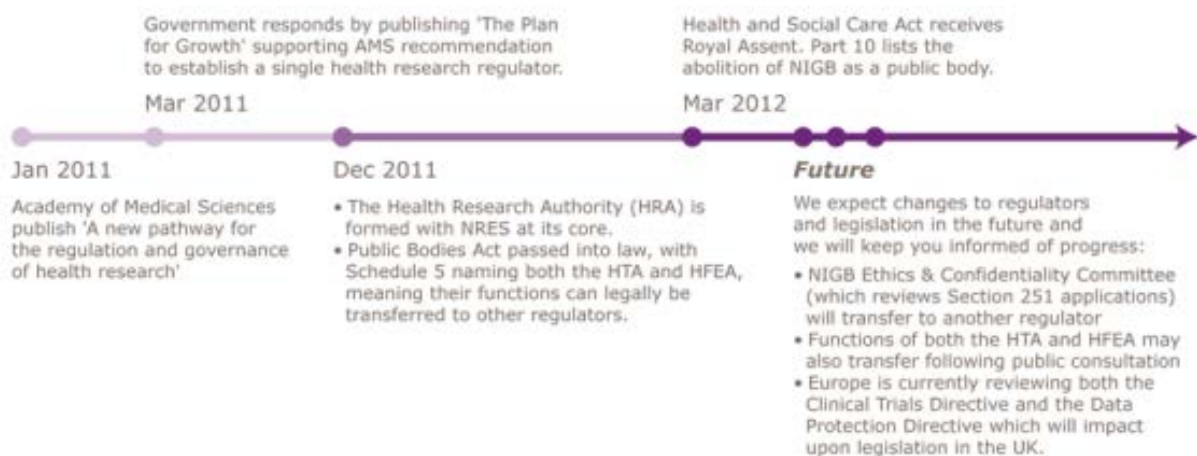 Government responds by publishing 'The Plan
for Growth' supporting AMS recommendation
to establish a single health research regulator.
Mar 2011
Health and Social Care Act receives
Royal Assent. Part 10 lists the
abolition of NIGB as a public body.
Mar 2012
Jan 2011
Academy of Medical Sciences
publish 'A new pathway for
the regulation and governance
of health research'
Dec 2011
• The Health Research Authority (HRA) is
formed with NRES at its core.
• Public Bodies Act passed into law, with
Schedule 5 naming both the HTA and HFEA,
meaning their functions can legally be
transferred to other regulators.
Future
We expect changes to regulators
and legislation in the future and
we will keep you informed of progress:
• NIGB Ethics & Confidentiality Committee
(which reviews Section 251 applications)
will transfer to another regulator
• Functions of both the HTA and HFEA may
also transfer following public consultation
• Europe is currently reviewing both the
Clinical Trials Directive and the Data
Protection Directive which will impact
upon legislation in the UK.